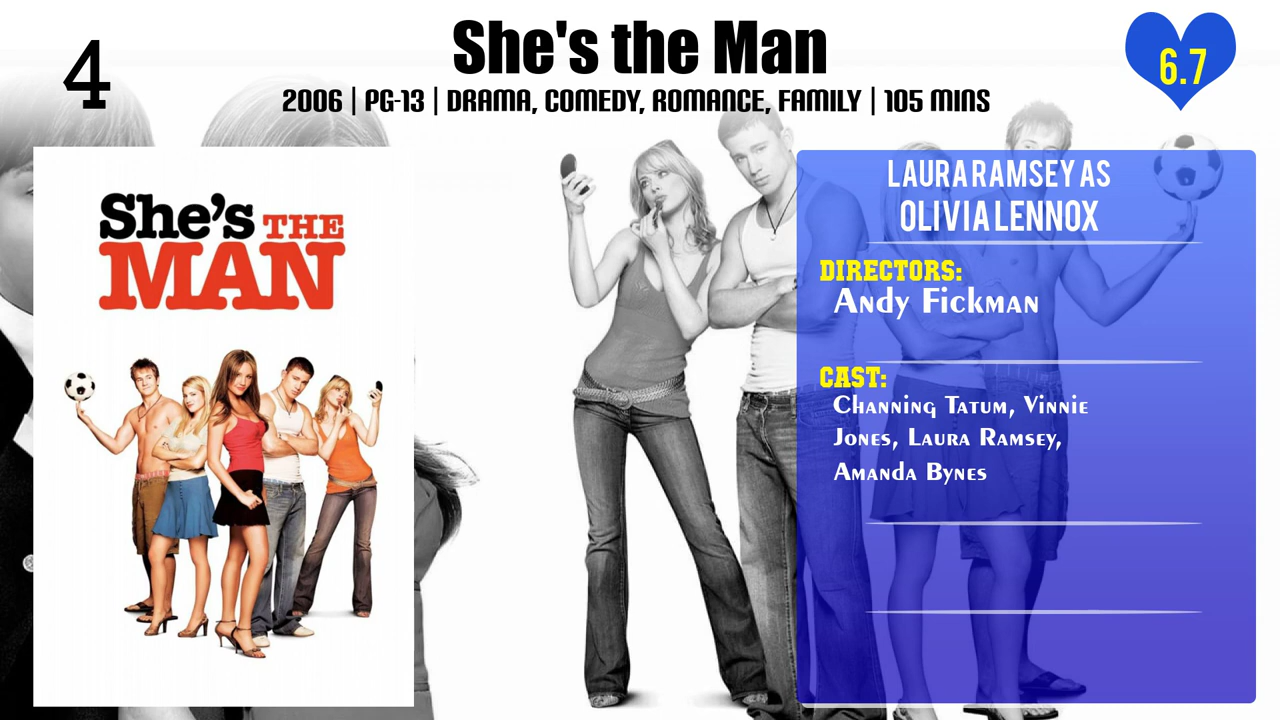 4
She's the Man
6.7
2006 | PG-13 | DRAMA, COMEDY, ROMANCE, FAMILY | 105 MINS
She's THE
MAN
LAURA RAMSEY AS
OLIVIA LENNOX
DIRECTORS:
Andy Fickman
CAST:
Channing Tatum, Vinnie
Jones, Laura Ramsey,
Amanda Bynes